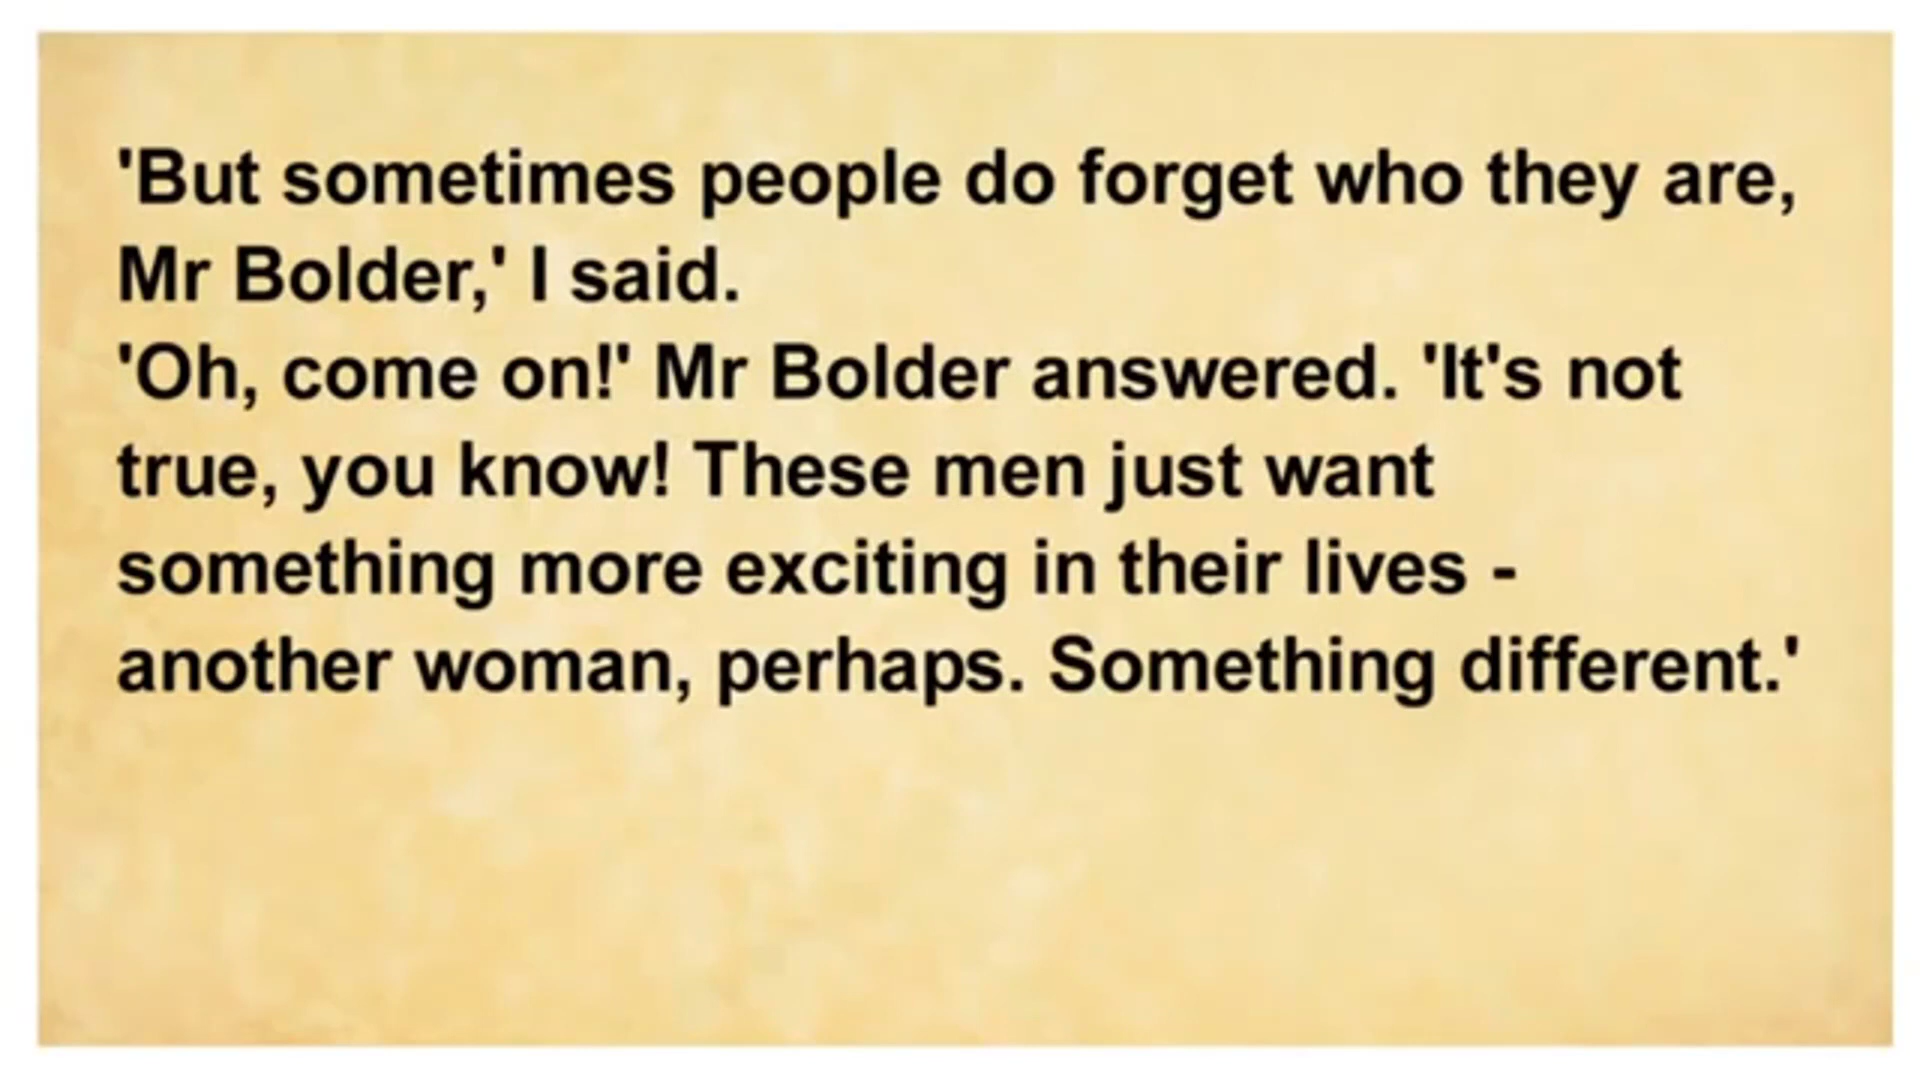 'But sometimes people do forget who they are,
Mr Bolder,' I said.
'Oh, come on!' Mr Bolder answered. 'It's not
true, you know! These men just want
something more exciting in their lives -
another woman, perhaps. Something different.'